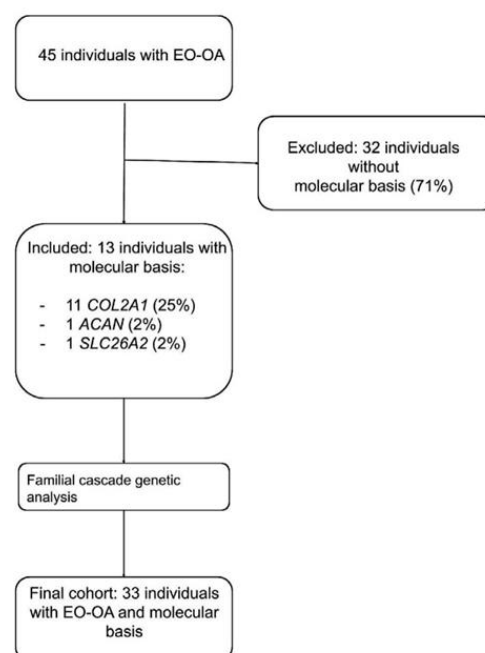 45 individuals with EO-OA
Excluded: 32 individuals
without
molecular basis (71%)
Included: 13 individuals with
molecular basis:
- 11 COL2A1 (25%)
- 1 ACAN (2%)
- 1 SLC26A2 (2%)
Familial cascade genetic
analysis
Final cohort: 33 individuals
with EO-OA and molecular
basis